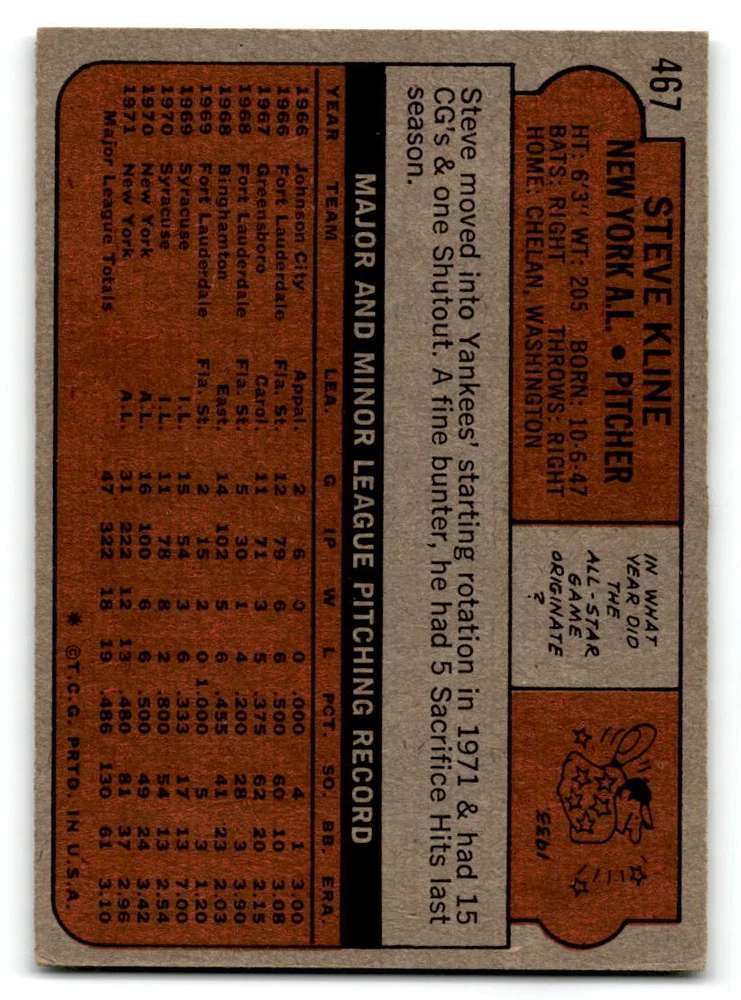 467
STEVE KLINE
NEW YORK A.L. • PITCHER
HT: 6'3" WT: 205 BORN: 10-6-47
BATS: RIGHT THROWS: RIGHT
HOME: CHELAN, WASHINGTON
IN WHAT
YEAR DID
THE
ALL-STAR
GAME
ORIGINATE
?
1933
Steve moved into Yankees' starting rotation in 1971 & had 15
CG's & one Shutout. A fine bunter, he had 5 Sacrifice Hits last
season.
MAJOR AND MINOR LEAGUE PITCHING RECORD
YEAR TEAM LEA. G IP W L PCT. SO. BB. ERA.
1966 Johnson City Appal. 2 6 0 0 .000 4 1 3.00
1966 Fort Lauderdale Fla. St. 12 79 6 6 .500 60 10 3.08
1967 Greensboro Carol. 11 71 3 5 .375 62 20 2.15
1968 Fort Lauderdale Fla. St. 5 30 1 4 .200 28 3 3.90
1968 Binghamton East. 14 102 5 6 .455 41 23 2.03
1969 Fort Lauderdale Fla. St. 2 15 2 0 1.000 5 3 1.20
1969 Syracuse I.L. 15 54 3 6 .333 17 13 7.00
1970 Syracuse I.L. 11 78 8 2 .800 54 13 2.54
1970 New York A.L. 16 100 6 6 .500 49 24 3.42
1971 New York A.L. 31 222 12 13 .480 81 37 2.96
Major League Totals 47 322 18 19 .486 130 61 3.10
* ©T.C.G. PRTD. IN U.S.A.